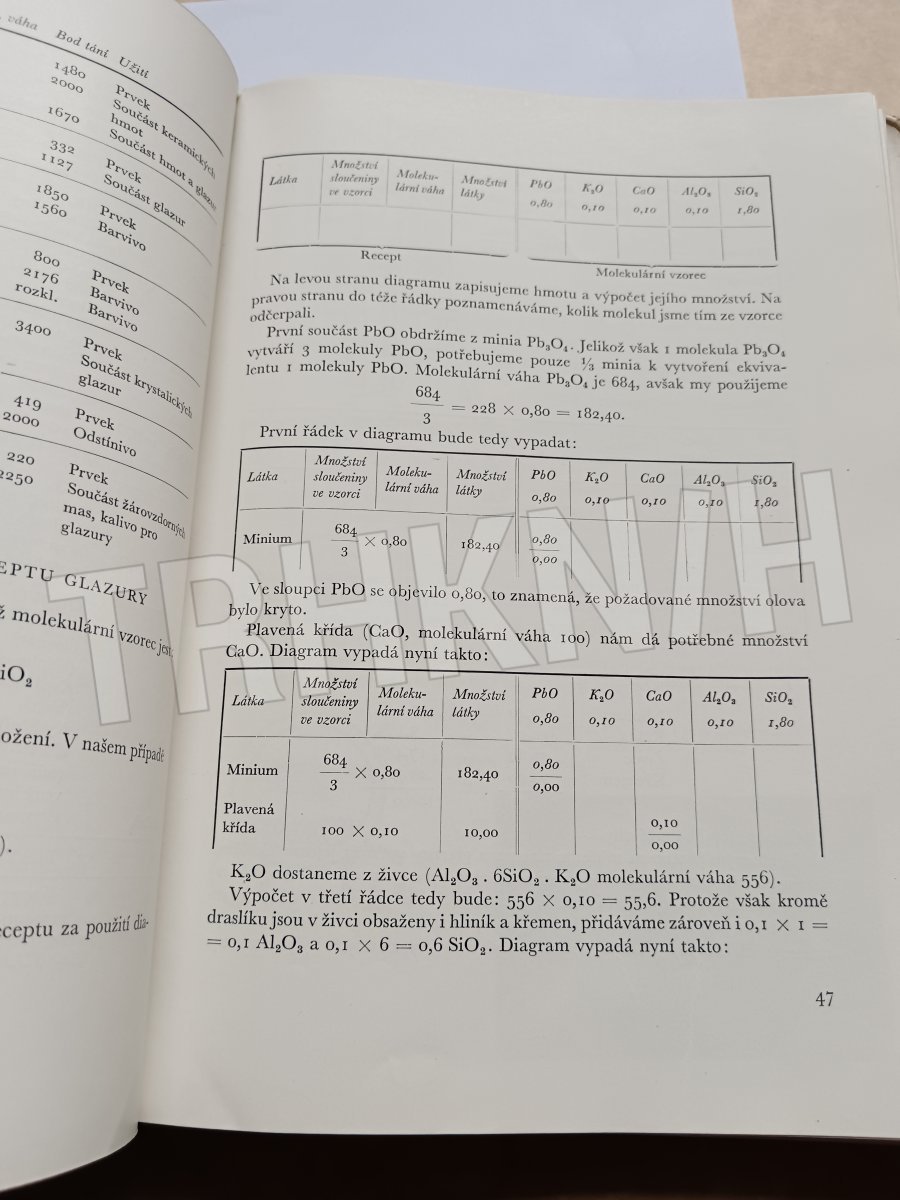 váha Bod tání Užití
1480 Prvek
2000 Součást keramických
hmot
1670 Součást hmot a glazur
332 Prvek
1127 Součást glazur
1850 Prvek
1560 Barvivo
800 Prvek
2176 Barvivo
rozkl. Barvivo
3400 Prvek
Součást krystalických
glazur
419 Prvek
2000 Odstínivo
220 Prvek
2250 Součást žárovzdorných
mas, kalivo pro
glazury
EPTU GLAZURY
ž molekulární vzorec jest:
iO₂
ožení. V našem případě
).
eceptu za použití dia-
Látka Množství sloučeniny ve vzorci Moleku-lární váha Množství látky PbO K₂O CaO Al₂O₃ SiO₂
0,80 0,10 0,10 0,10 1,80
Recept Molekulární vzorec
Na levou stranu diagramu zapisujeme hmotu a výpočet jejího množství. Na
pravou stranu do téže řádky poznamenáváme, kolik molekul jsme tím ze vzorce
odčerpali.
První součást PbO obdržíme z minia Pb₃O₄. Jelikož však 1 molekula Pb₃O₄
vytváří 3 molekuly PbO, potřebujeme pouze ⅓ minia k vytvoření ekviva-
lentu 1 molekuly PbO. Molekulární váha Pb₃O₄ je 684, avšak my použijeme
684
3 = 228 × 0,80 = 182,40.
První řádek v diagramu bude tedy vypadat:
Látka Množství sloučeniny ve vzorci Moleku-lární váha Množství látky PbO K₂O CaO Al₂O₃ SiO₂
0,80 0,10 0,10 0,10 1,80
Minium 684/3 × 0,80 182,40 0,80
0,00
TRHKNIH
Ve sloupci PbO se objevilo 0,80, to znamená, že požadované množství olova
bylo kryto.
Plavená křída (CaO, molekulární váha 100) nám dá potřebné množství
CaO. Diagram vypadá nyní takto:
Látka Množství sloučeniny ve vzorci Moleku-lární váha Množství látky PbO K₂O CaO Al₂O₃ SiO₂
0,80 0,10 0,10 0,10 1,80
Minium 684/3 × 0,80 182,40 0,80
0,00
Plavená
křída 100 × 0,10 10,00 0,10
0,00
K₂O dostaneme z živce (Al₂O₃ . 6SiO₂ . K₂O molekulární váha 556).
Výpočet v třetí řádce tedy bude: 556 × 0,10 = 55,6. Protože však kromě
draslíku jsou v živci obsaženy i hliník a křemen, přidáváme zároveň i 0,1 × 1 =
= 0,1 Al₂O₃ a 0,1 × 6 = 0,6 SiO₂. Diagram vypadá nyní takto:
47